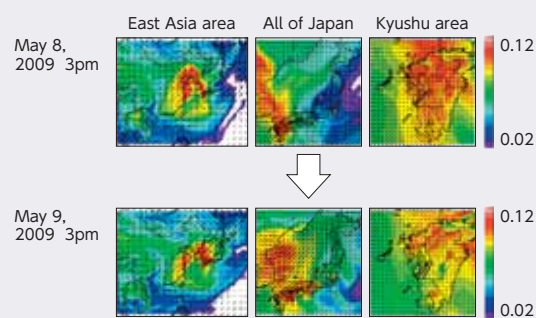 East Asia area All of Japan Kyushu area
May 8,
2009 3pm
0.12
0.02
May 9,
2009 3pm
0.12
0.02